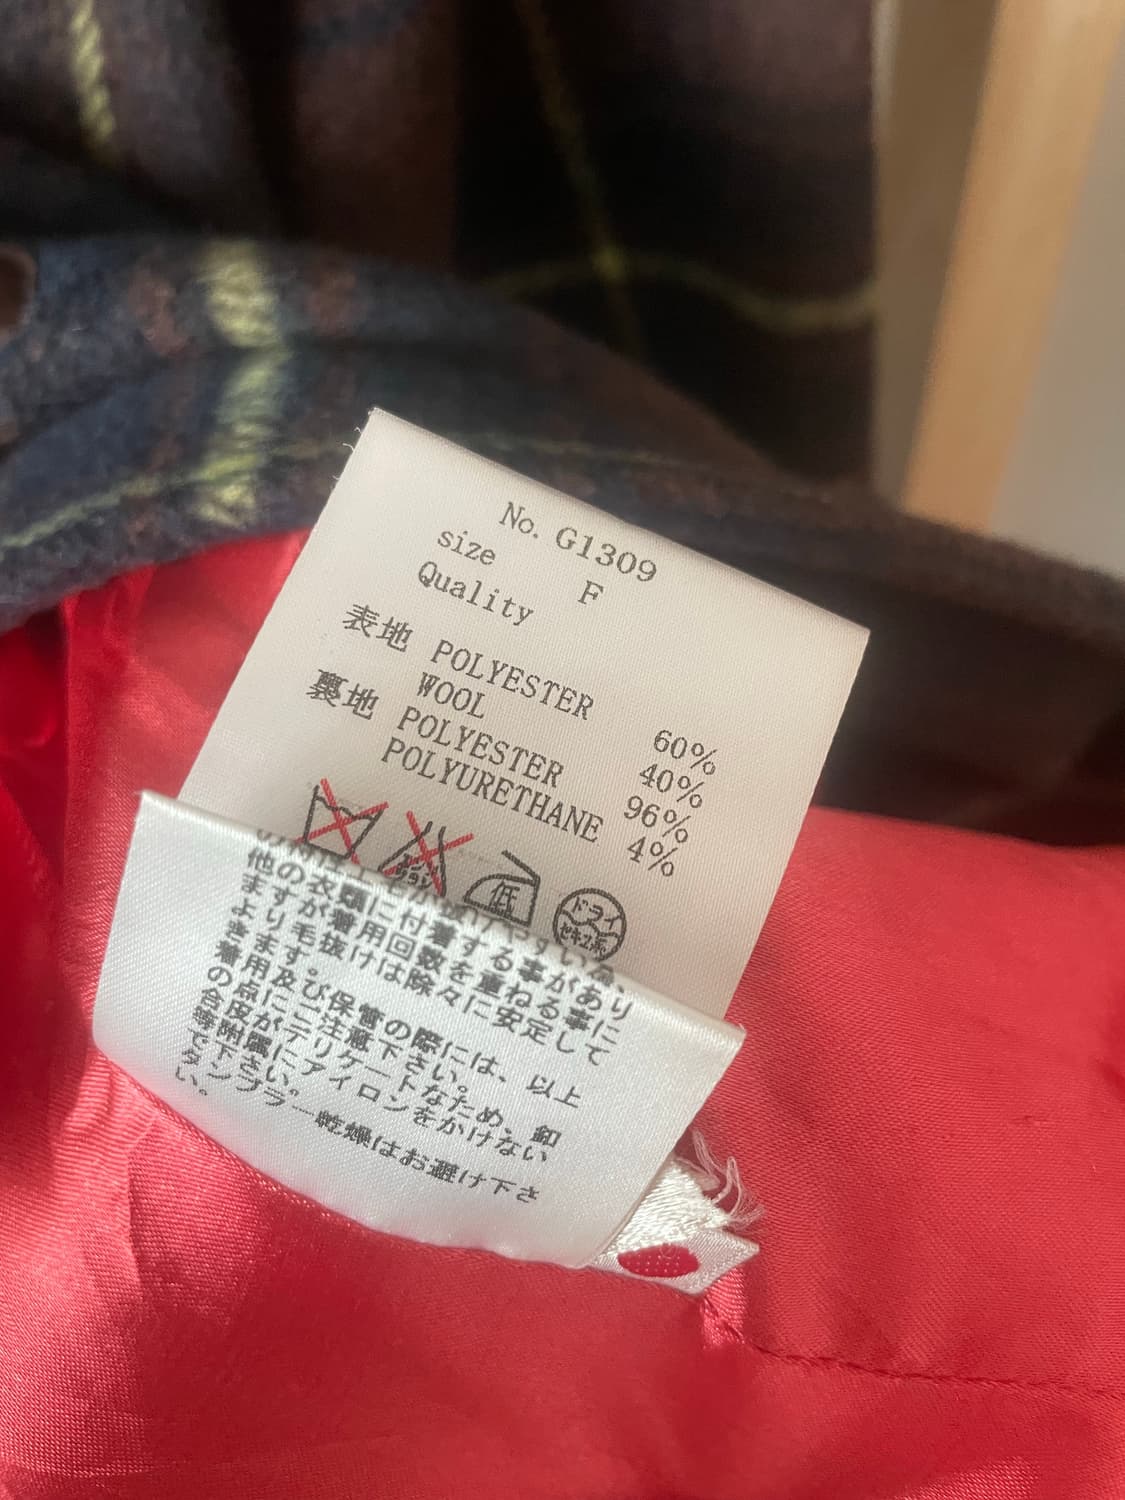 No. G1309
size F
Quality
表地 POLYESTER 60%
WOOL 40%
裏地 POLYESTER 96%
POLYURETHANE 4%
低
ドライ
セキユ系
他の衣類に付着する事があり
ますが着用回数を重ねる事に
より毛抜けは除々に安定して
きます。
着用及び保管の際には、以上
の点にご注意下さい。
合皮がデリケートなため、釦
等附属にアイロンをかけない
で下さい。
タンブラー乾燥はお避け下さ
い。